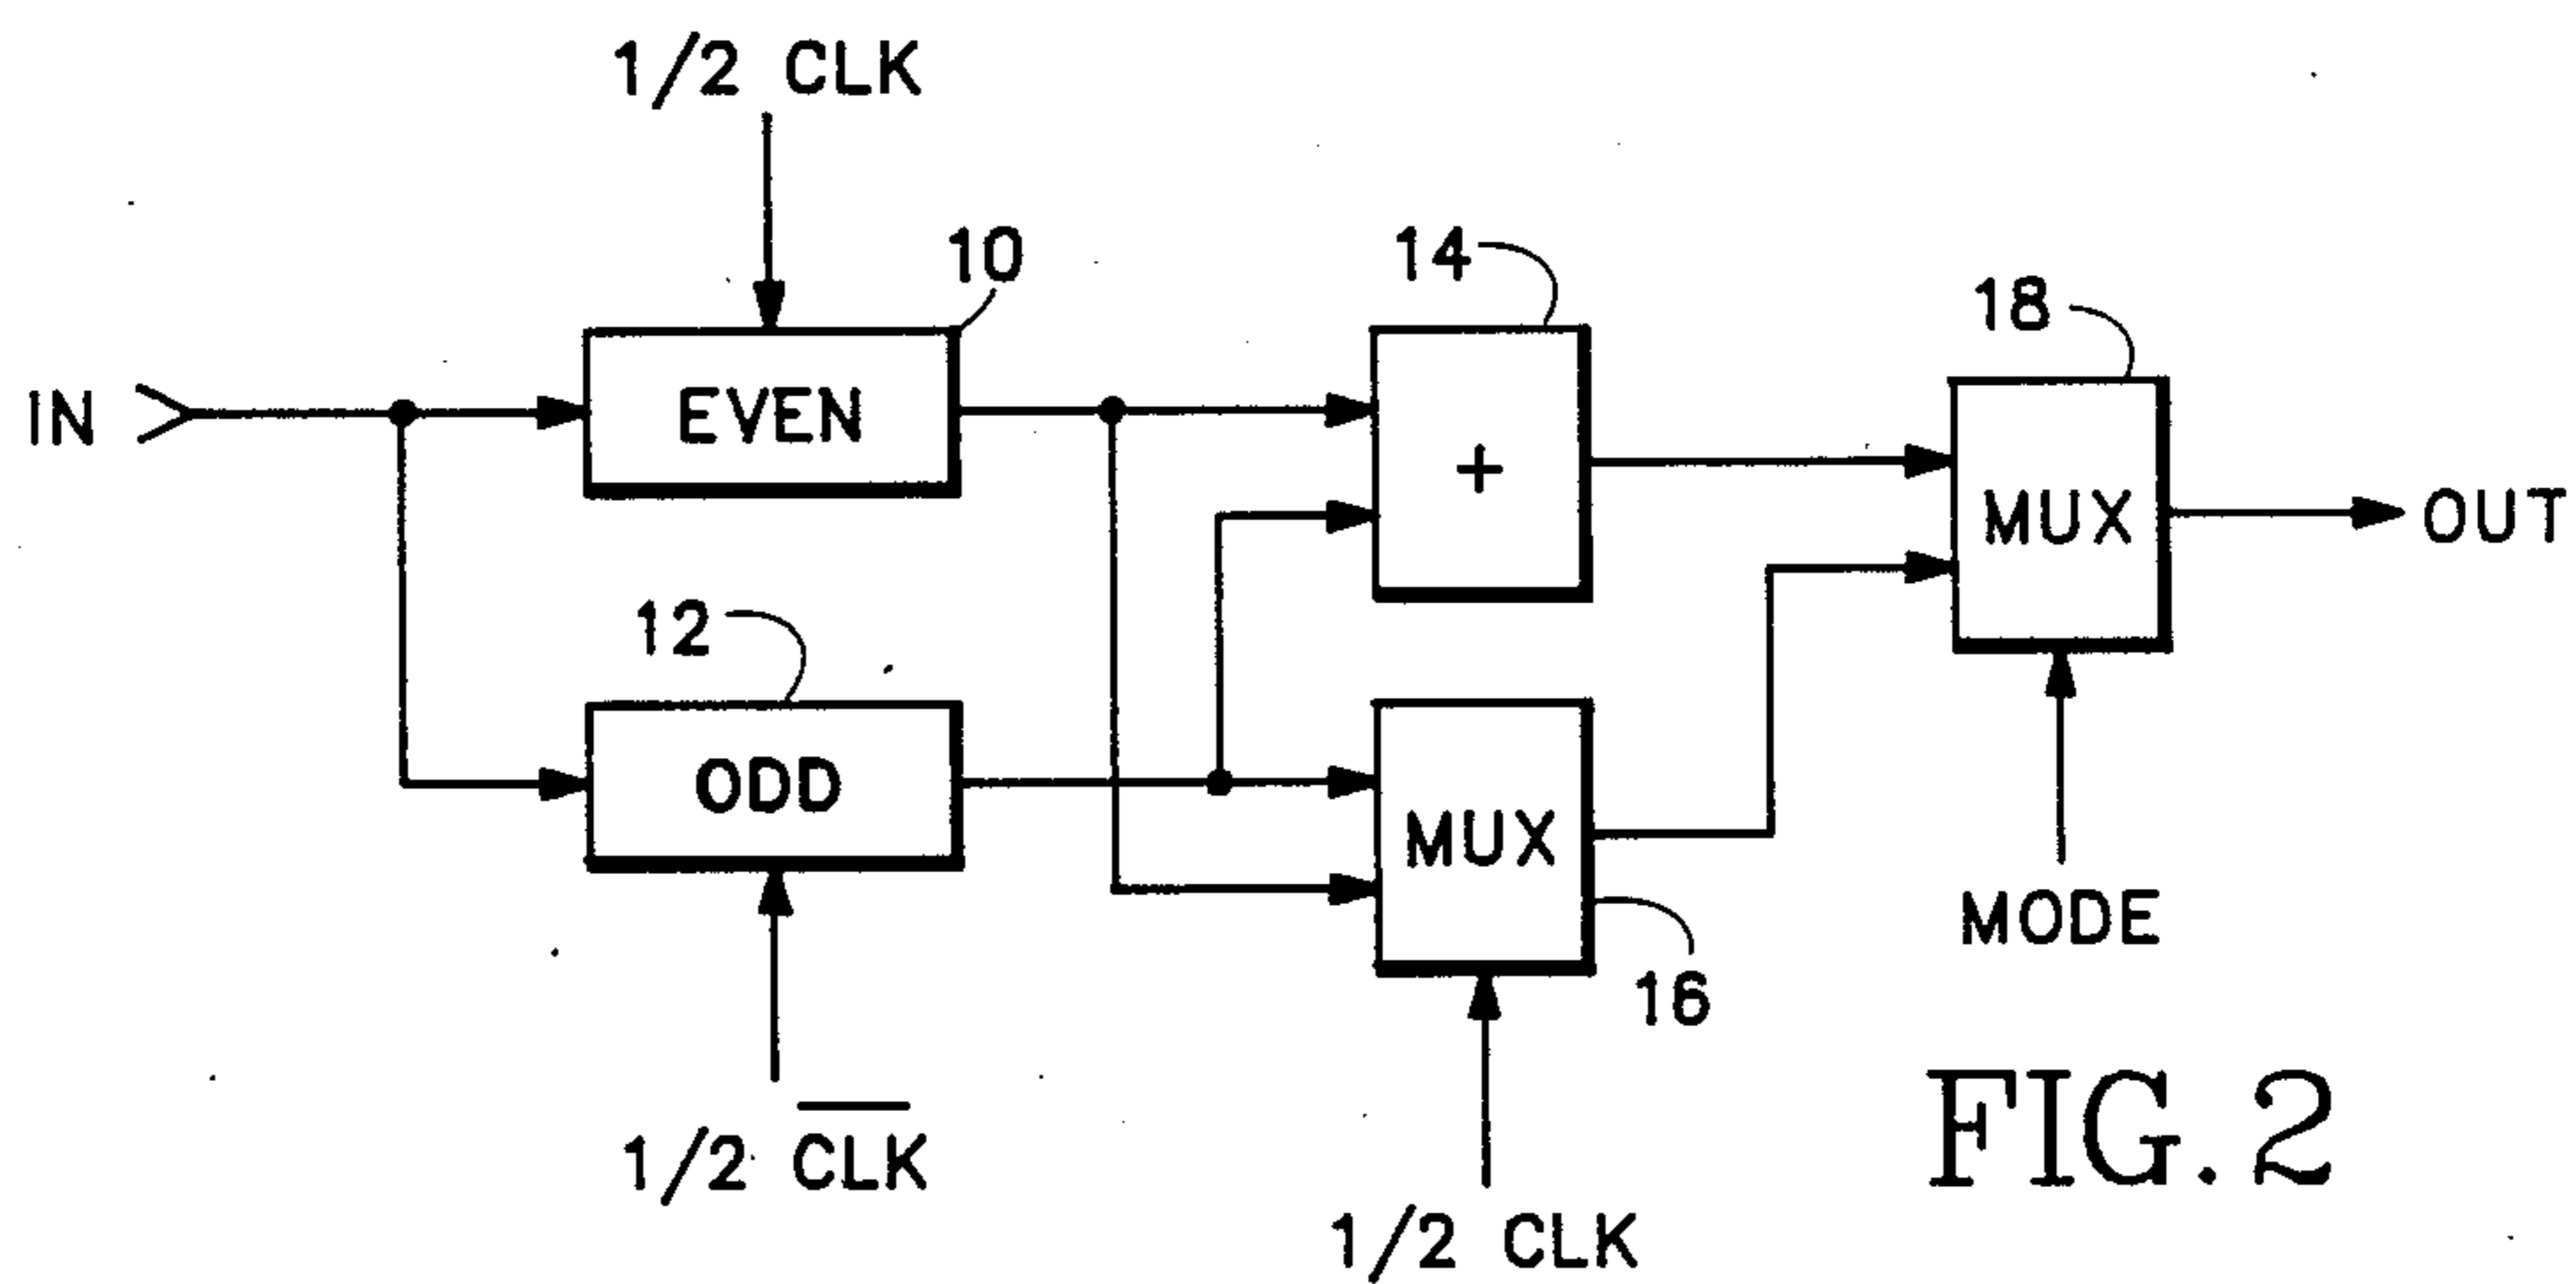 1/2 CLK
10
14
18
IN
EVEN
+
MUX
OUT
12
ODD
MUX
MODE
16
1/2 C̅L̅K̅
1/2 CLK
FIG. 2